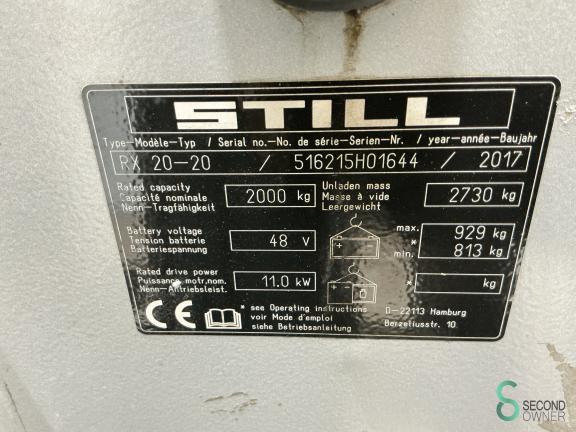 STILL
Type-Modèle-Typ / Serial no.-No. de série-Serien-Nr. / year-année-Baujahr
RX 20-20 / 516215H01644 / 2017
Rated capacity
Capacité nominale
Nenn-Tragfähigkeit
2000 kg
Unladen mass
Masse à vide
Leergewicht
2730 kg
Battery voltage
Tension batterie
Batteriespannung
48 V
max. 929 kg
*
min. 813 kg
Rated drive power
Puissance motr.nom.
Nenn-Antriebsleist.
11.0 kW
* kg
CE
* see Operating instructions
voir Mode d'emploi
siehe Betriebsanleitung
D-22113 Hamburg
Berzeliusstr. 10
SECOND
OWNER